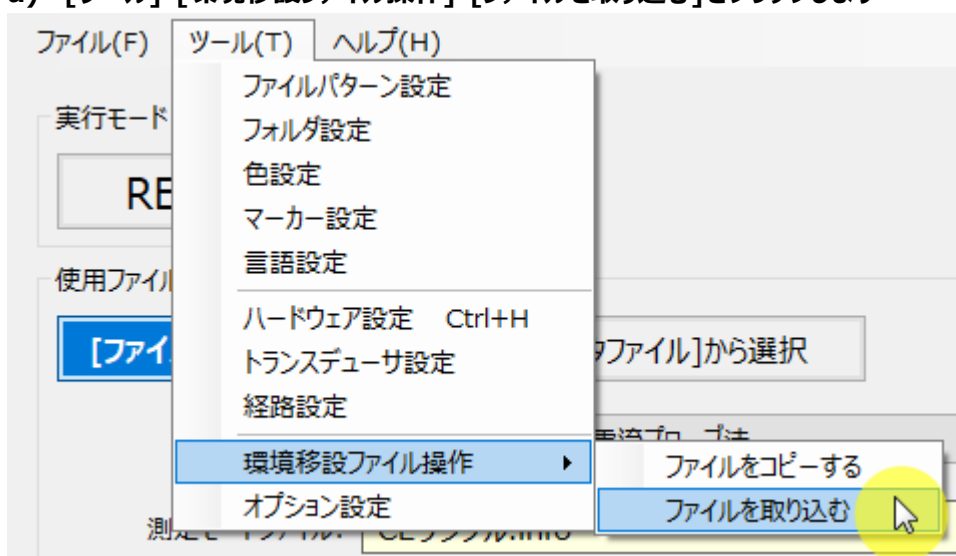 ファイル(F) ツール(T) ヘルプ(H)
ファイルパターン設定
実行モード
フォルダ設定
色設定
RE
マーカー設定
言語設定
使用ファイル
ハードウェア設定 Ctrl+H
[ファイ タファイル]から選択
トランスデューサ設定
経路設定
環境移設ファイル操作
ファイルをコピーする
オプション設定
ファイルを取り込む